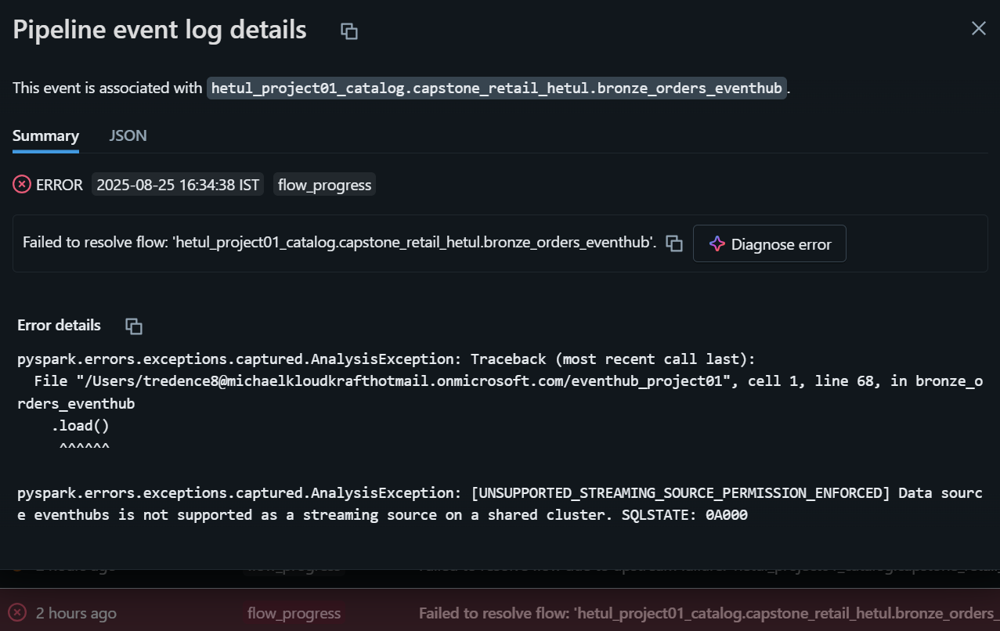 Pipeline event log details
This event is associated with hetul_project01_catalog.capstone_retail_hetul.bronze_orders_eventhub.
Summary JSON
ERROR 2025-08-25 16:34:38 IST flow_progress
Failed to resolve flow: 'hetul_project01_catalog.capstone_retail_hetul.bronze_orders_eventhub'. Diagnose error
Error details
pyspark.errors.exceptions.captured.AnalysisException: Traceback (most recent call last):
  File "/Users/tredence8@michaelkloudkrafthotmail.onmicrosoft.com/eventhub_project01", cell 1, line 68, in bronze_o
rders_eventhub
    .load()
     ^^^^^^
pyspark.errors.exceptions.captured.AnalysisException: [UNSUPPORTED_STREAMING_SOURCE_PERMISSION_ENFORCED] Data sourc
e eventhubs is not supported as a streaming source on a shared cluster. SQLSTATE: 0A000
2 hours ago flow_progress Failed to resolve flow: 'hetul_project01_catalog.capstone_retail_hetul.bronze_orders_